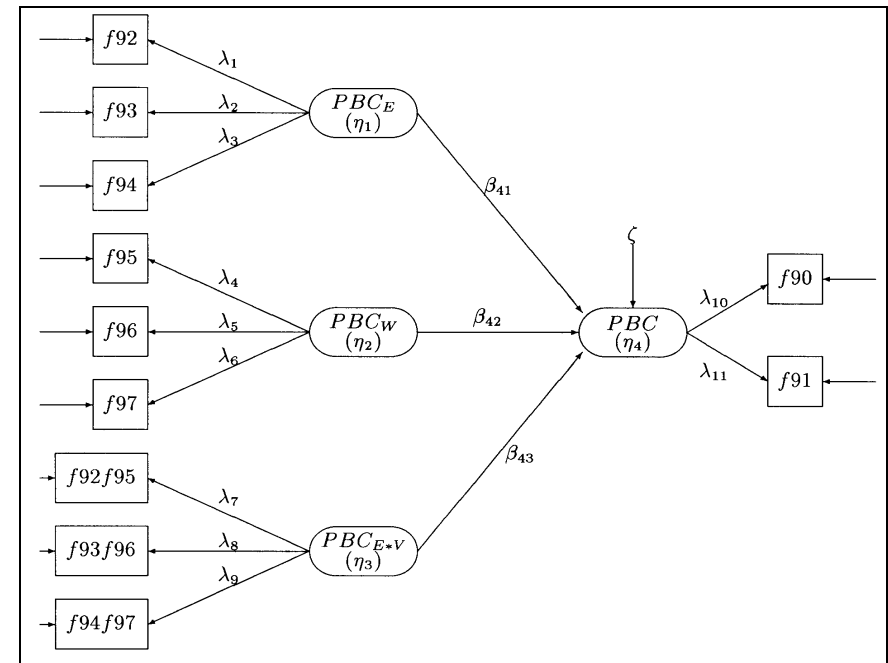 f92
λ₁
f93
λ₂
PBC_E
(η₁)
λ₃
f94
β₄₁
ζ
f95
λ₄
f90
λ₁₀
f96
λ₅
PBC_W
(η₂)
β₄₂
PBC
(η₄)
λ₆
λ₁₁
f91
f97
β₄₃
f92f95
λ₇
f93f96
λ₈
PBC_{E*V}
(η₃)
λ₉
f94f97